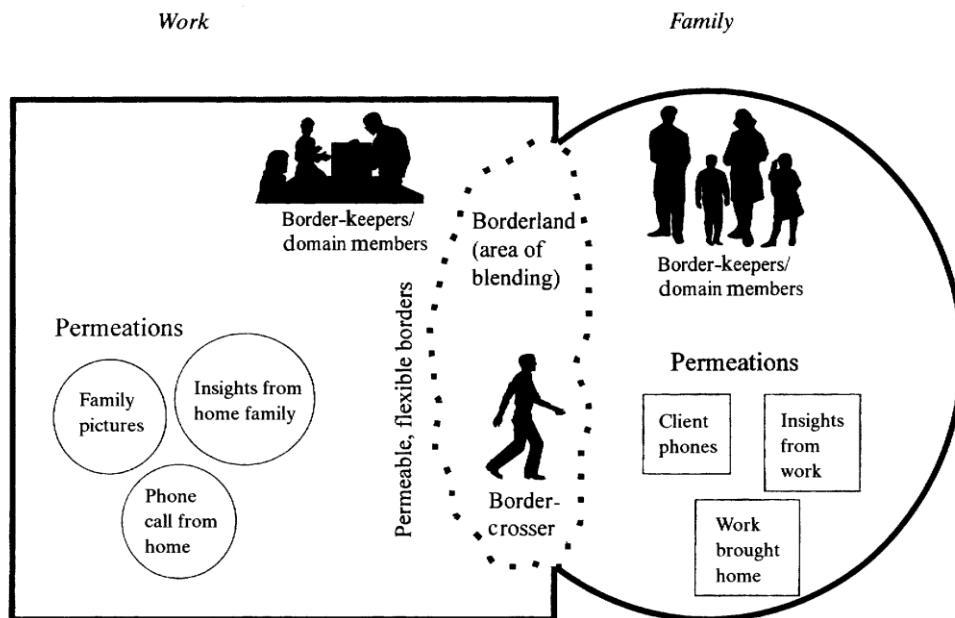 Work
Family
Border-keepers/
domain members
Borderland
(area of
blending)
Border-keepers/
domain members
Permeable, flexible borders
Permeations
Family
pictures
Insights from
home family
Phone
call from
home
Border-
crosser
Permeations
Client
phones
Insights
from
work
Work
brought
home